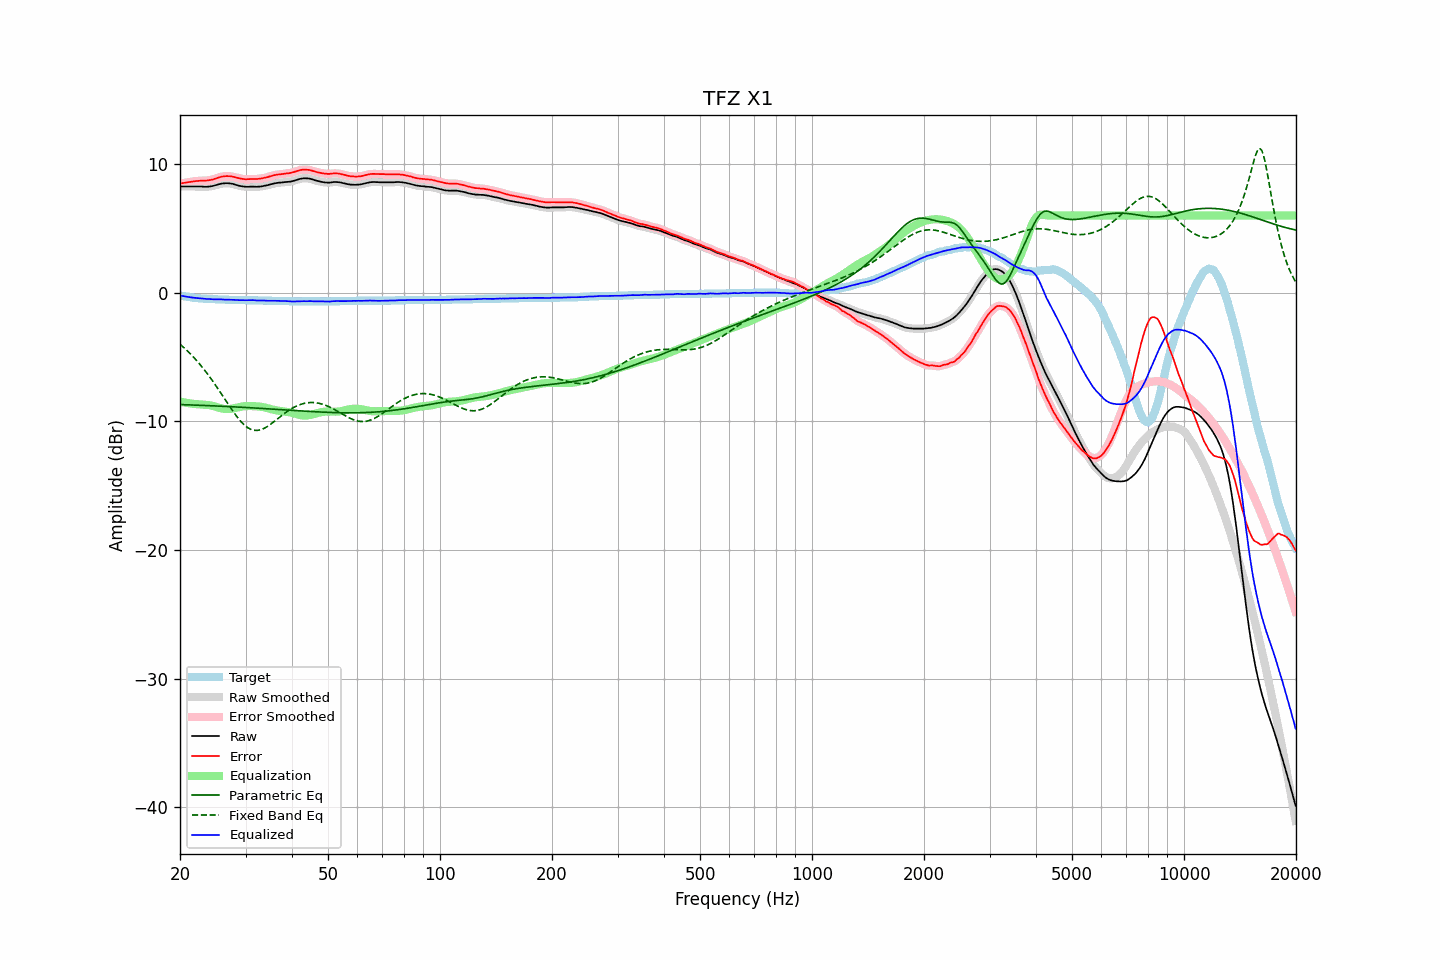 TFZ X1
Amplitude (dBr)
10
0
−10
−20
−30
−40
Target
Raw Smoothed
Error Smoothed
Raw
Error
Equalization
Parametric Eq
Fixed Band Eq
Equalized
20 50 100 200 500 1000 2000 5000 10000 20000
Frequency (Hz)